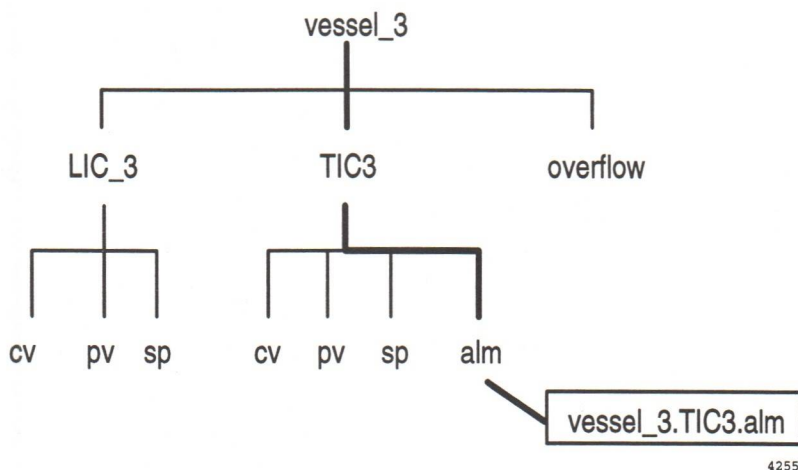 vessel_3
LIC_3 TIC3 overflow
cv pv sp cv pv sp alm
vessel_3.TIC3.alm
4255